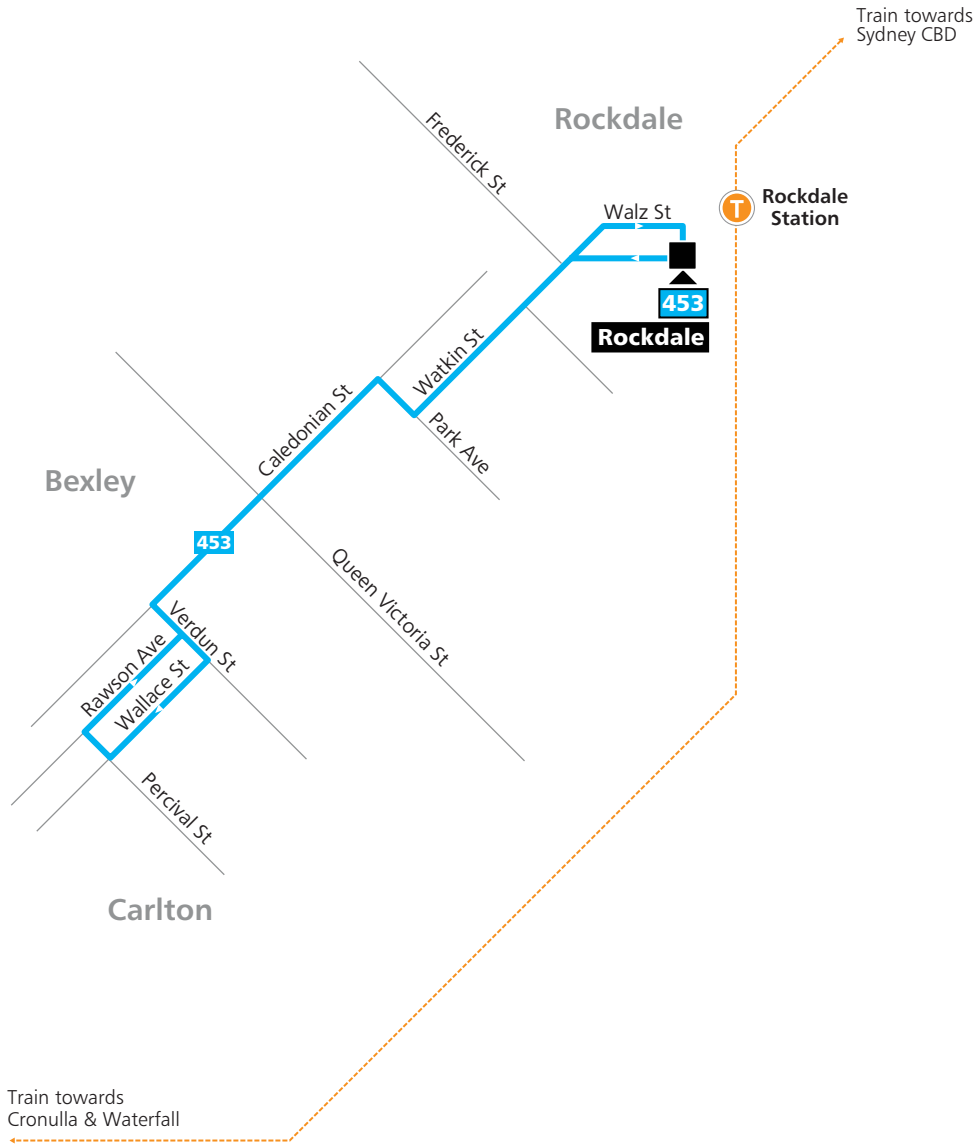 Train towards
Sydney CBD
Rockdale
Frederick St
T
Rockdale
Station
Walz St
453
Rockdale
Watkin St
Caledonian St
Park Ave
Bexley
453
Queen Victoria St
Verdun St
Rawson Ave
Wallace St
Percival St
Carlton
Train towards
Cronulla & Waterfall